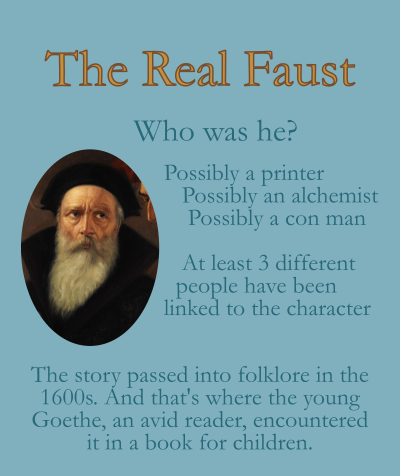 The Real Faust
Who was he?
Possibly a printer
Possibly an alchemist
Possibly a con man
At least 3 different
people have been
linked to the character
The story passed into folklore in the
1600s. And that's where the young
Goethe, an avid reader, encountered
it in a book for children.